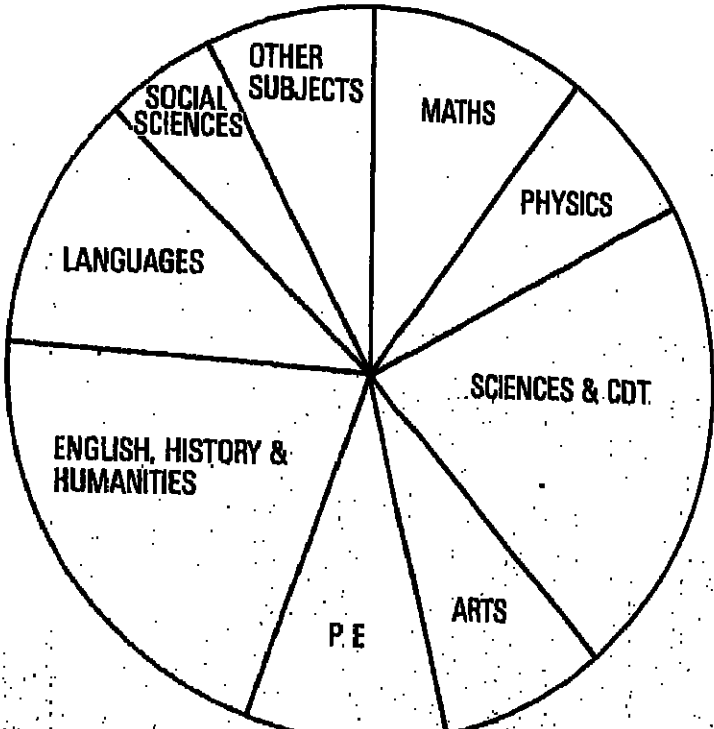 OTHER
SUBJECTS
MATHS
SOCIAL
SCIENCES
PHYSICS
LANGUAGES
SCIENCES & CDT
ENGLISH, HISTORY &
HUMANITIES
ARTS
P E